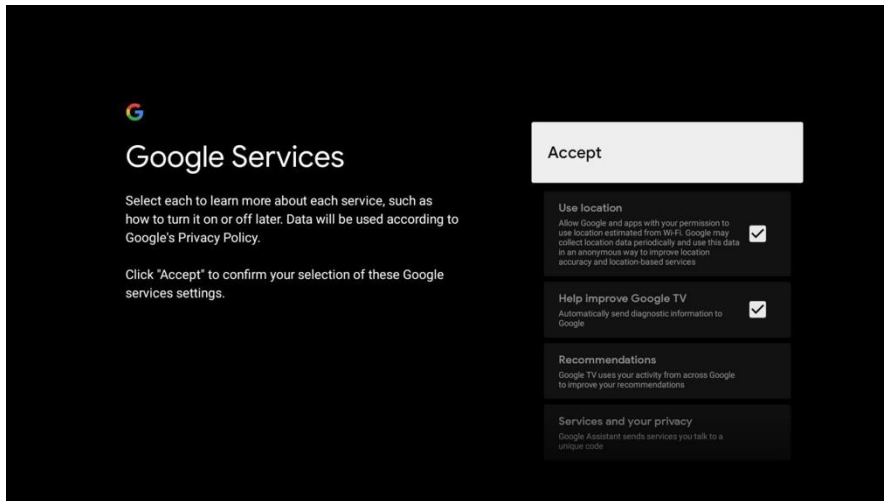 Google Services
Select each to learn more about each service, such as
how to turn it on or off later. Data will be used according to
Google's Privacy Policy.
Click "Accept" to confirm your selection of these Google
services settings.
Accept
Use location
Allow Google and apps with your permission to
use location estimated from Wi-Fi. Google may
collect location data periodically and use this data
in an anonymous way to improve location
accuracy and location-based services
Help improve Google TV
Automatically send diagnostic information to
Google
Recommendations
Google TV uses your activity from across Google
to improve your recommendations
Services and your privacy
Google Assistant sends services you talk to a
unique code